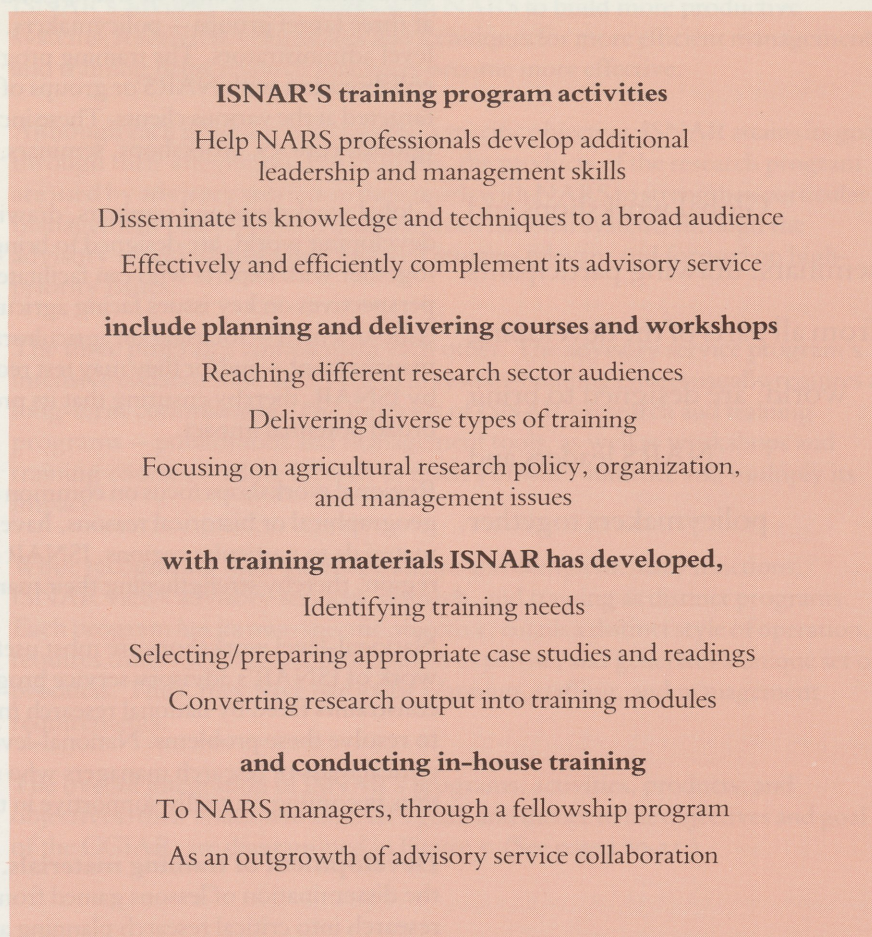 ISNAR'S training program activities
Help NARS professionals develop additional
leadership and management skills
Disseminate its knowledge and techniques to a broad audience
Effectively and efficiently complement its advisory service
include planning and delivering courses and workshops
Reaching different research sector audiences
Delivering diverse types of training
Focusing on agricultural research policy, organization,
and management issues
with training materials ISNAR has developed,
Identifying training needs
Selecting/preparing appropriate case studies and readings
Converting research output into training modules
and conducting in-house training
To NARS managers, through a fellowship program
As an outgrowth of advisory service collaboration